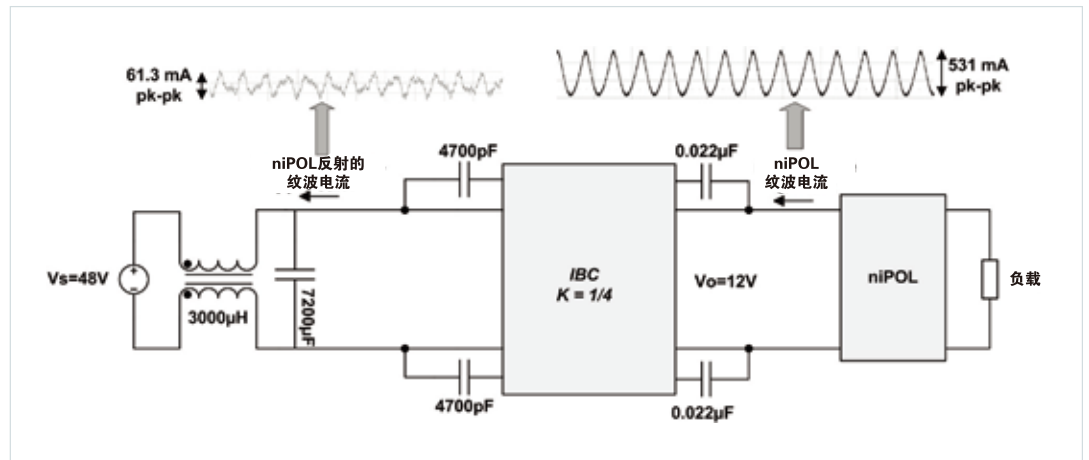 61.3 mA
pk-pk
531 mA
pk-pk
niPOL反射的
纹波电流
4700pF
0.022µF
niPOL
纹波电流
Vs=48V
3000µH
7200µF
IBC
K = 1/4
Vo=12V
niPOL
负载
4700pF
0.022µF